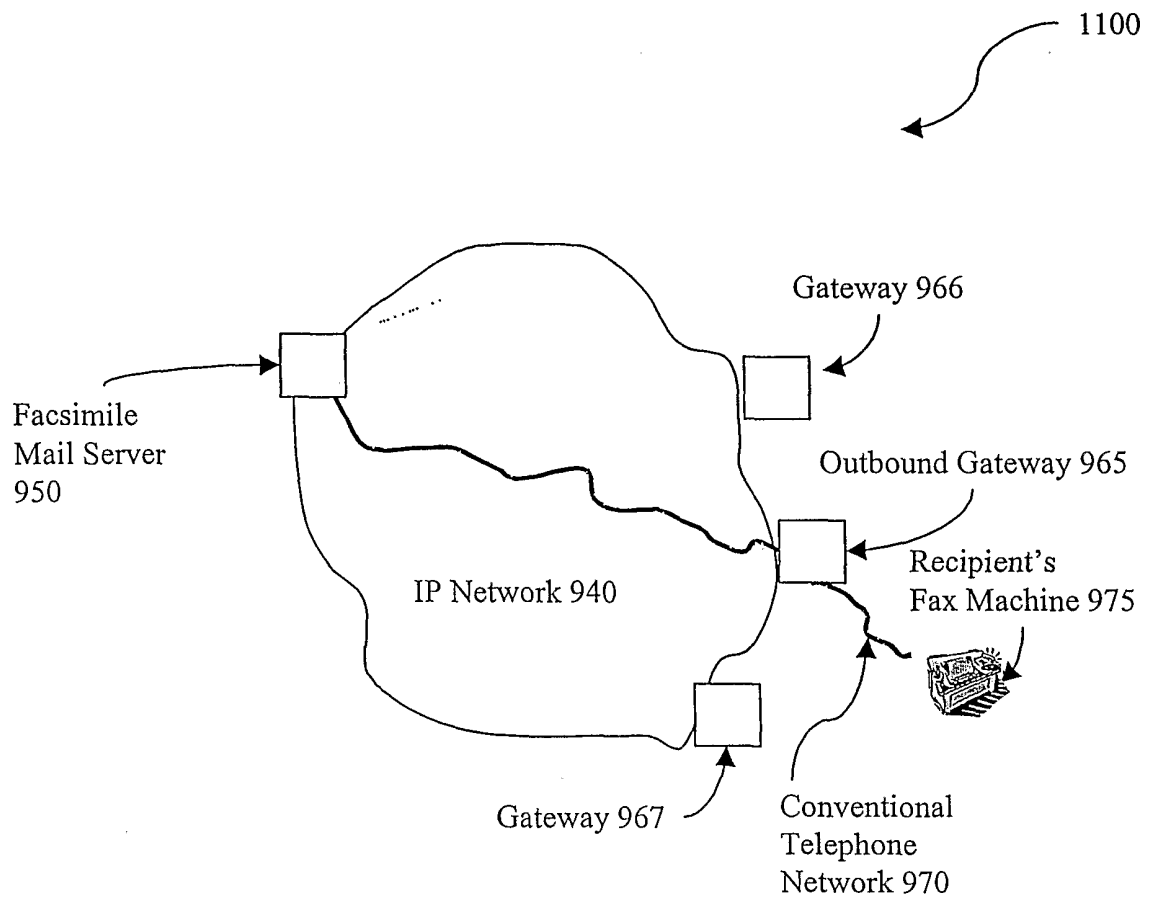 1100
Gateway 966
Facsimile
Mail Server
950
Outbound Gateway 965
Recipient's
Fax Machine 975
IP Network 940
Gateway 967
Conventional
Telephone
Network 970